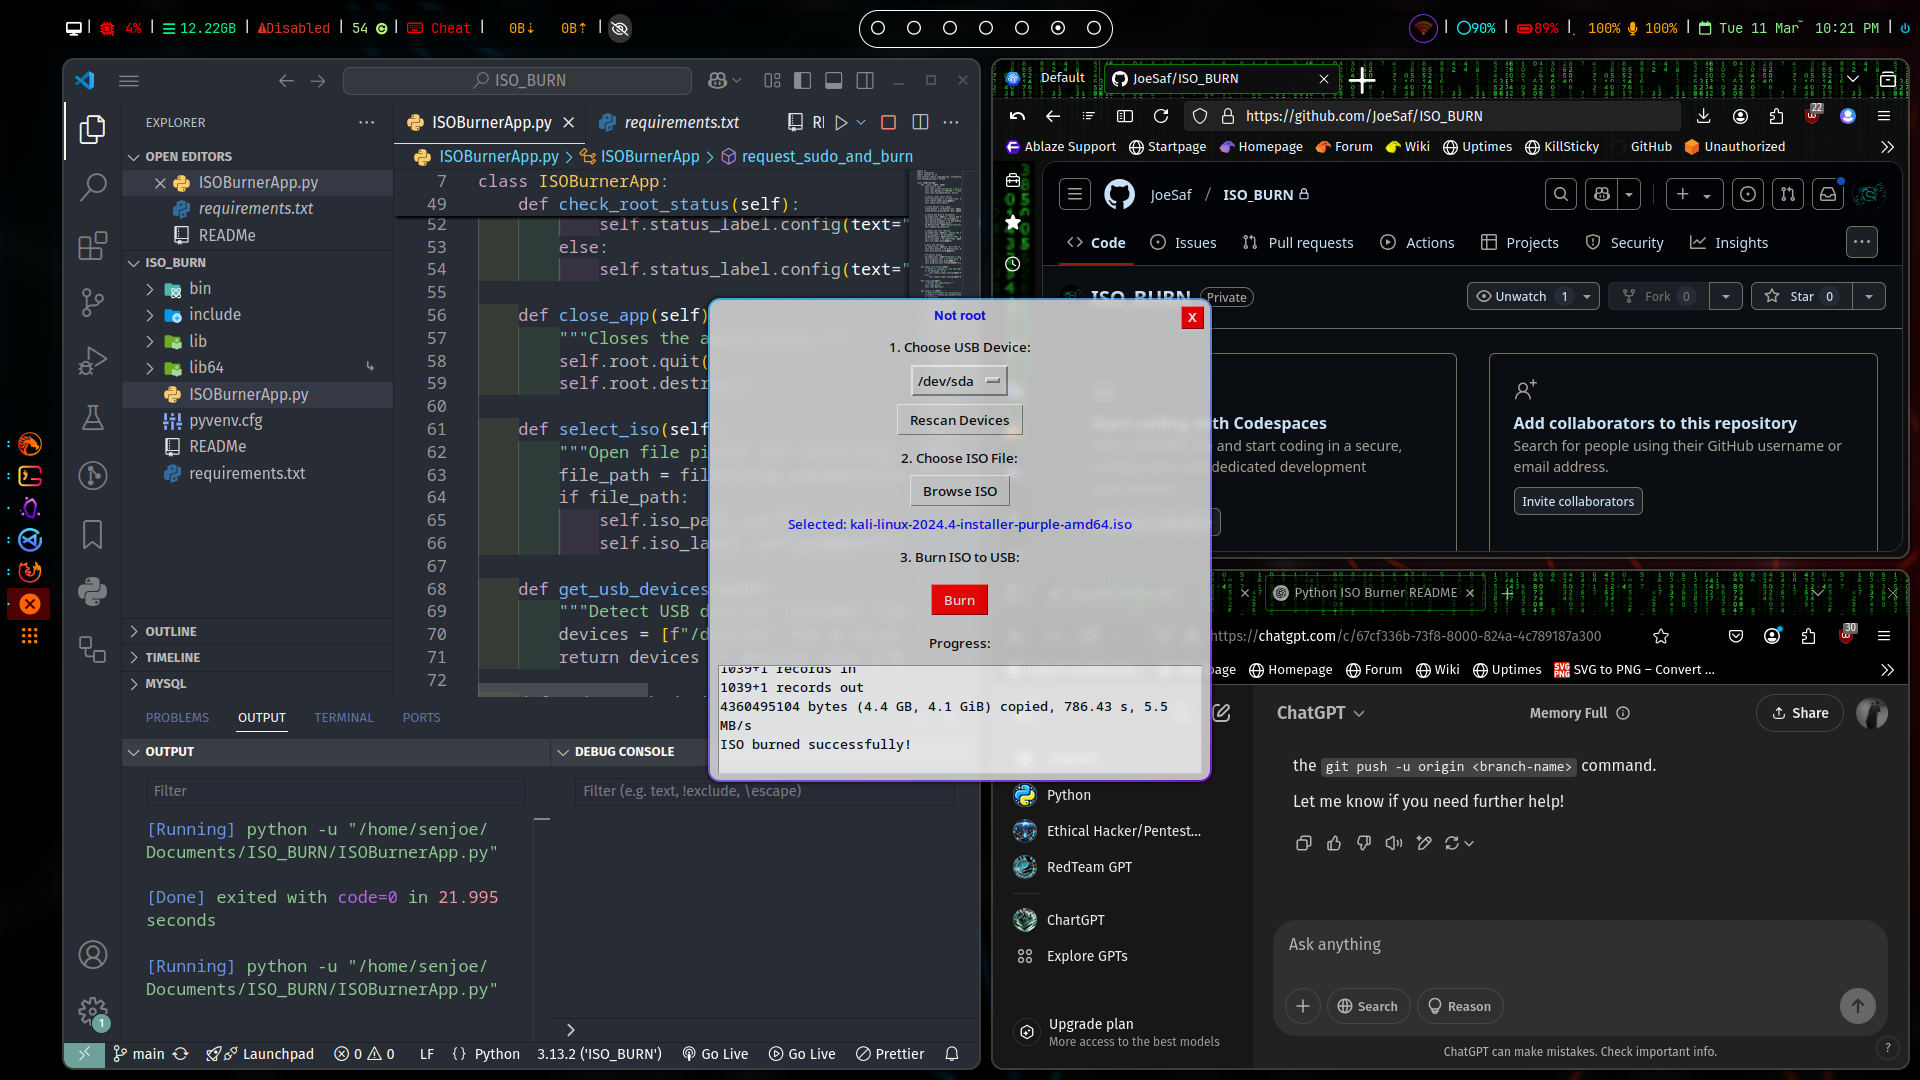 4%
12.22GB
Disabled
54
Cheat
0B↓
0B↑
90%
89%
100%
100%
Tue 11 Mar
10:21 PM
ISO_BURN
EXPLORER
OPEN EDITORS
ISOBurnerApp.py
requirements.txt
READMe
ISO_BURN
bin
include
lib
lib64
ISOBurnerApp.py
pyvenv.cfg
READMe
requirements.txt
OUTLINE
TIMELINE
MYSQL
ISOBurnerApp.py
requirements.txt
ISOBurnerApp.py > ISOBurnerApp > request_sudo_and_burn
7 class ISOBurnerApp:
49 def check_root_status(self):
52 self.status_label.config(text="
53 else:
54 self.status_label.config(text="
55
56 def close_app(self)
57 """Closes the
58 self.root.quit(
59 self.root.destr
60
61 def select_iso(self
62 """Open file pi
63 file_path = fil
64 if file_path:
65 self.iso_pa
66 self.iso_la
67
68 def get_usb_devices
69 """Detect USB d
70 devices = [f"/d
71 return devices
72
PROBLEMS
OUTPUT
TERMINAL
PORTS
OUTPUT
Filter
[Running] python -u "/home/senjoe/
Documents/ISO_BURN/ISOBurnerApp.py"
[Done] exited with code=0 in 21.995
seconds
[Running] python -u "/home/senjoe/
Documents/ISO_BURN/ISOBurnerApp.py"
DEBUG CONSOLE
Filter (e.g. text, !exclude, \escape)
1
main
Launchpad
0
0
LF
{} Python
3.13.2 ('ISO_BURN')
Go Live
Go Live
Prettier
Not root
X
1. Choose USB Device:
/dev/sda
Rescan Devices
2. Choose ISO File:
Browse ISO
Selected: kali-linux-2024.4-installer-purple-amd64.iso
3. Burn ISO to USB:
Burn
Progress:
1039+1 records in
1039+1 records out
4360495104 bytes (4.4 GB, 4.1 GiB) copied, 786.43 s, 5.5
MB/s
ISO burned successfully!
Default
JoeSaf/ISO_BURN
https://github.com/JoeSaf/ISO_BURN
22
Ablaze Support
Startpage
Homepage
Forum
Wiki
Uptimes
KillSticky
GitHub
Unauthorized
JoeSaf / ISO_BURN
Code
Issues
Pull requests
Actions
Projects
Security
Insights
ISO_BURN
Private
Unwatch 1
Fork 0
Star 0
th Codespaces
and start coding in a secure,
dedicated development
Add collaborators to this repository
Search for people using their GitHub username or
email address.
Invite collaborators
Python ISO Burner README
https://chatgpt.com/c/67cf336b-73f8-8000-824a-4c789187a300
30
Homepage
Forum
Wiki
Uptimes
SVG to PNG – Convert ...
ChatGPT
Memory Full
Share
the git push -u origin <branch-name> command.
Let me know if you need further help!
Python
Ethical Hacker/Pentest...
RedTeam GPT
ChartGPT
Explore GPTs
Upgrade plan
More access to the best models
Ask anything
Search
Reason
ChatGPT can make mistakes. Check important info.
?